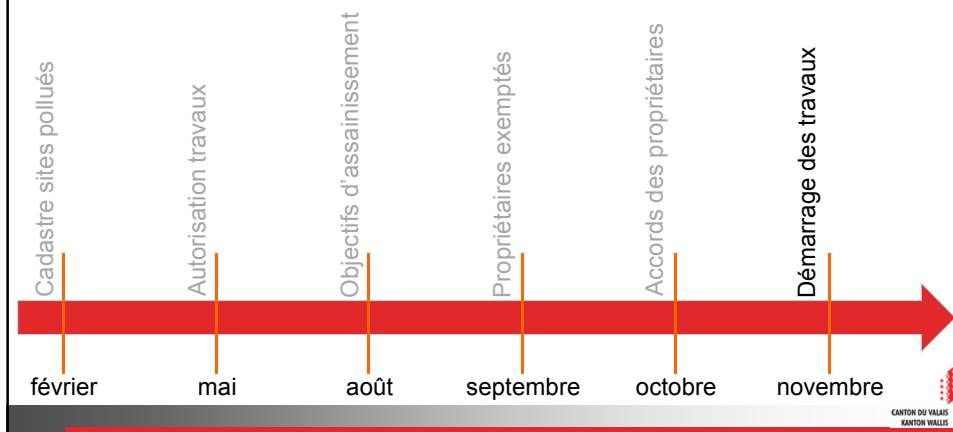 Cadastre sites pollués
Autorisation travaux
Objectifs d'assainissement
Propriétaires exemptés
Accords des propriétaires
Démarrage des travaux
février
mai
août
septembre
octobre
novembre
CANTON DU VALAIS
KANTON WALLIS